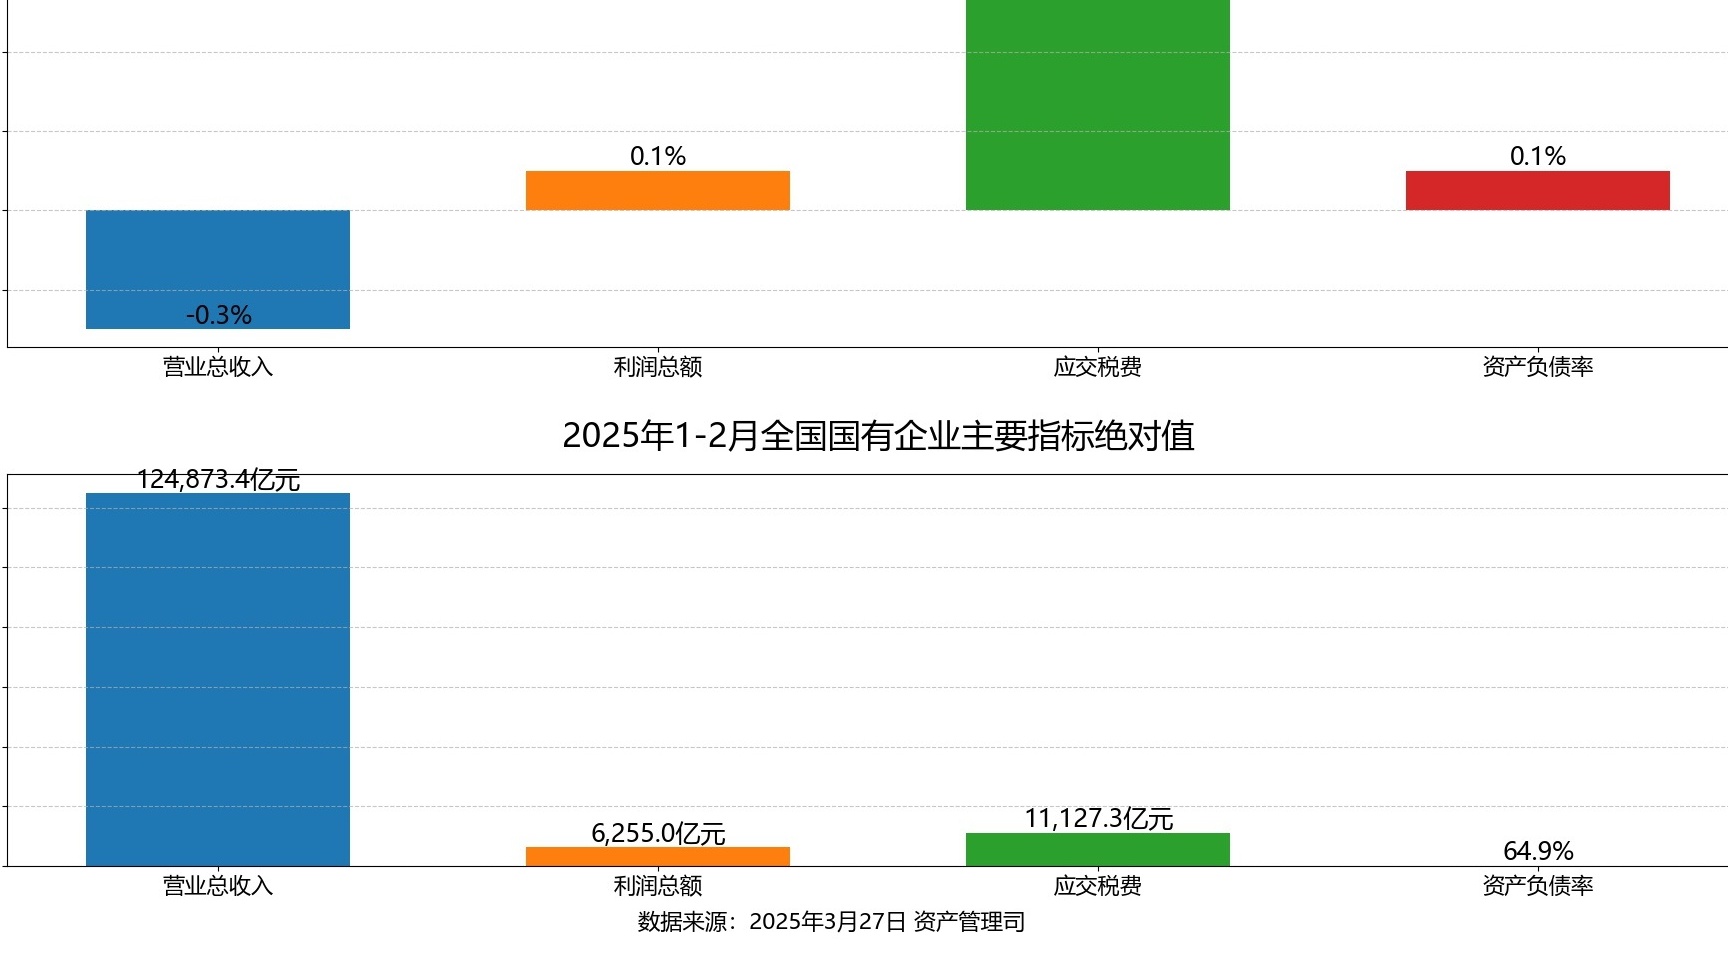 0.1%
0.1%
-0.3%
营业总收入 利润总额 应交税费 资产负债率
2025年1-2月全国国有企业主要指标绝对值
124,873.4亿元
6,255.0亿元
11,127.3亿元
64.9%
营业总收入 利润总额 应交税费 资产负债率
数据来源：2025年3月27日 资产管理司